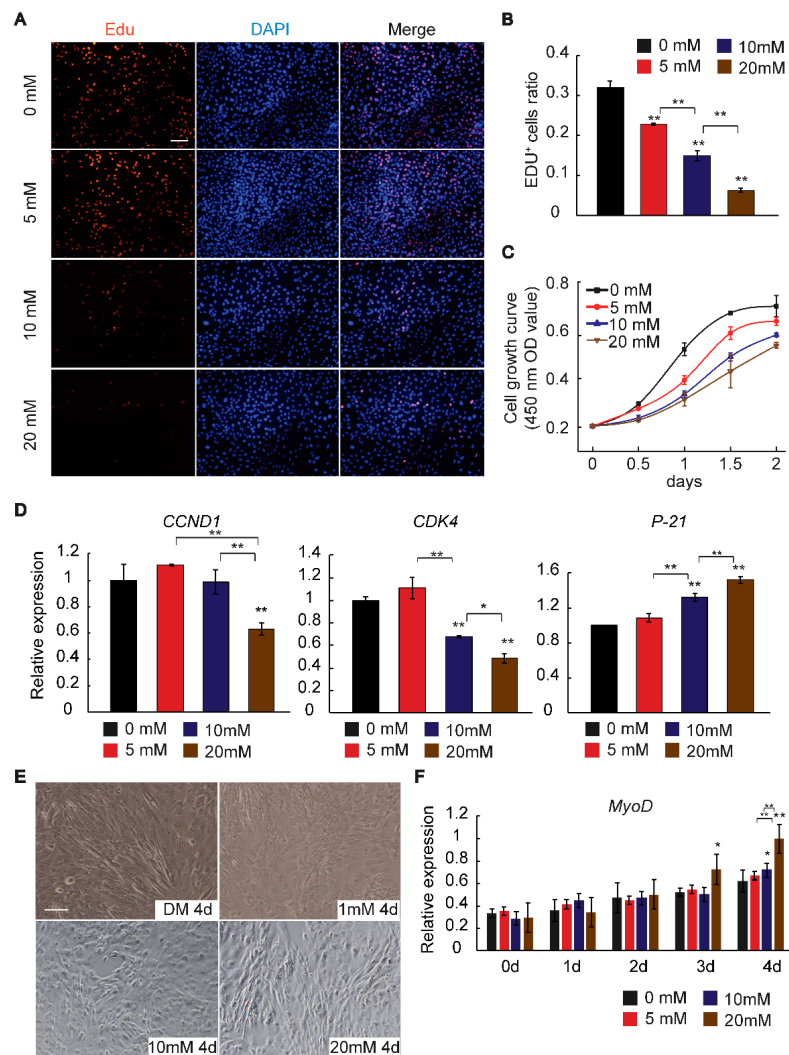 A
Edu
DAPI
Merge
0 mM
5 mM
10 mM
20 mM
B
0 mM
10mM
5 mM
20mM
EDU+ cells ratio
0.4
0.3
0.2
0.1
0
**
**
**
**
**
C
Cell growth curve
(450 nm OD value)
0.8
0.6
0.4
0.2
0 mM
5 mM
10 mM
20 mM
0
0.5
1
1.5
2
days
D
Relative expression
CCND1
1.2
1
0.8
0.6
0.4
0.2
0
**
**
**
CDK4
1.4
1.2
1
0.8
0.6
0.4
0.2
0
**
**
*
**
P-21
1.8
1.4
1
0.6
0.2
0
**
**
**
**
0 mM
10mM
5 mM
20mM
0 mM
10mM
5 mM
20mM
0 mM
10mM
5 mM
20mM
E
DM 4d
1mM 4d
10mM 4d
20mM 4d
F
MyoD
Relative expression
1.2
1
0.8
0.6
0.4
0.2
0
*
**
**
*
**
0d
1d
2d
3d
4d
0 mM
10mM
5 mM
20mM